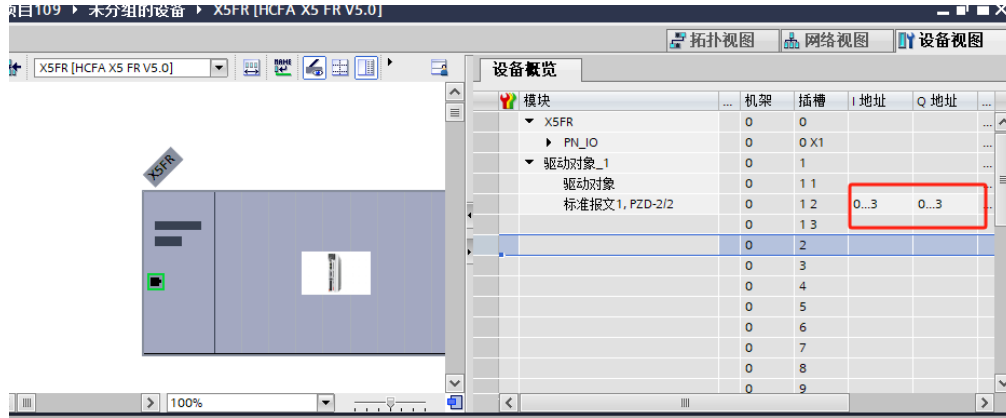 项目109 ▸ 未分组的设备 ▸ X5FR [HCFA X5 FR V5.0]
拓扑视图 网络视图 设备视图
X5FR [HCFA X5 FR V5.0]
设备概览
模块 ... 机架 插槽 I 地址 Q 地址 ...
X5FR 0 0 ...
PN_IO 0 0 X1 ...
驱动对象_1 0 1 ...
驱动对象 0 1 1
标准报文1, PZD-2/2 0 1 2 0...3 0...3
0 1 3
0 2
0 3
0 4
0 5
0 6
0 7
0 8
0 9
X5FR
100%